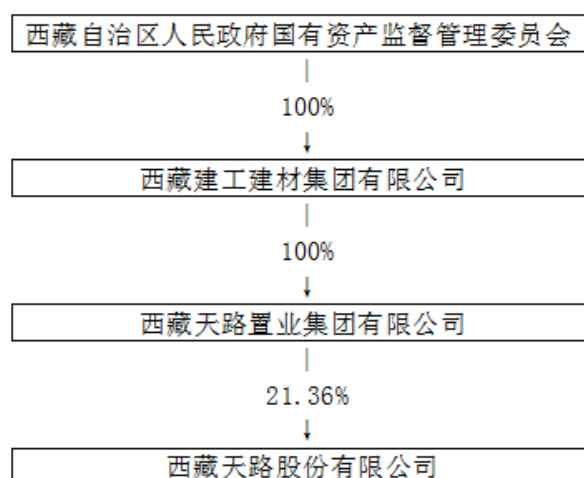 西藏自治区人民政府国有资产监督管理委员会
100%
西藏建工建材集团有限公司
100%
西藏天路置业集团有限公司
21.36%
西藏天路股份有限公司